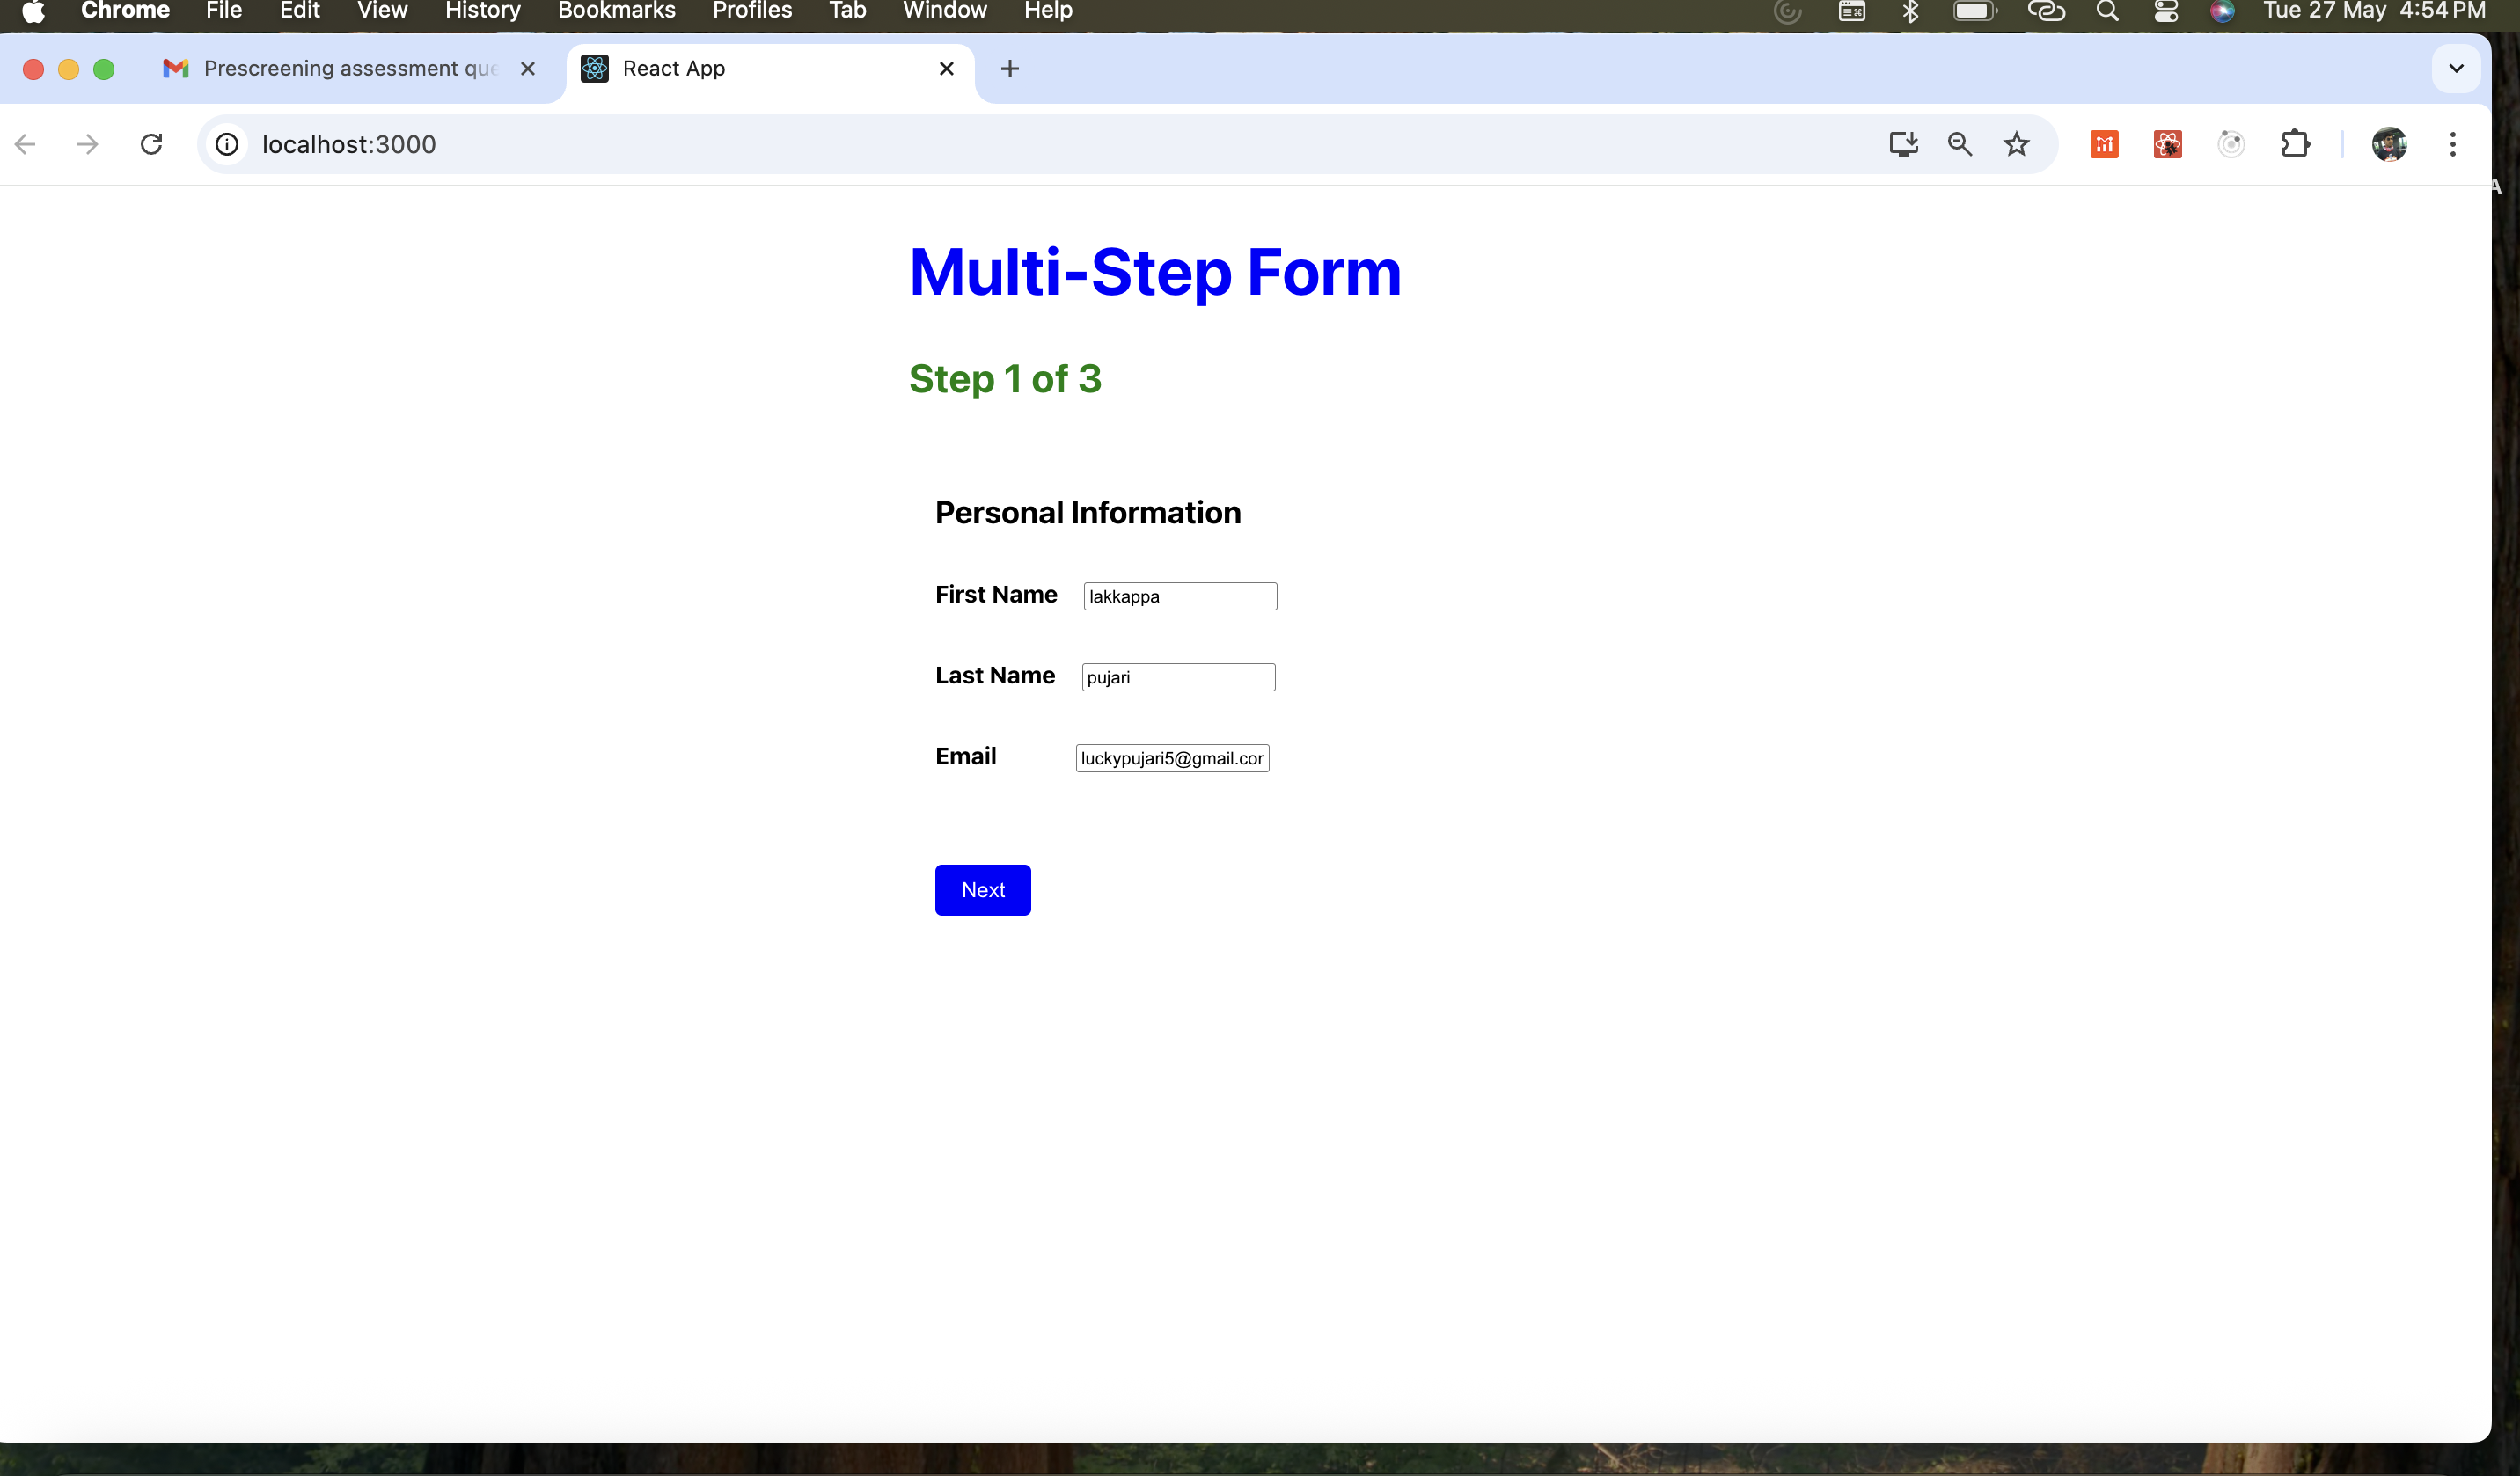 Chrome File Edit View History Bookmarks Profiles Tab Window Help Tue 27 May 4:54 PM
Prescreening assessment que React App
localhost:3000
A
Multi-Step Form
Step 1 of 3
Personal Information
First Name lakkappa
Last Name pujari
Email luckypujari5@gmail.cor
Next